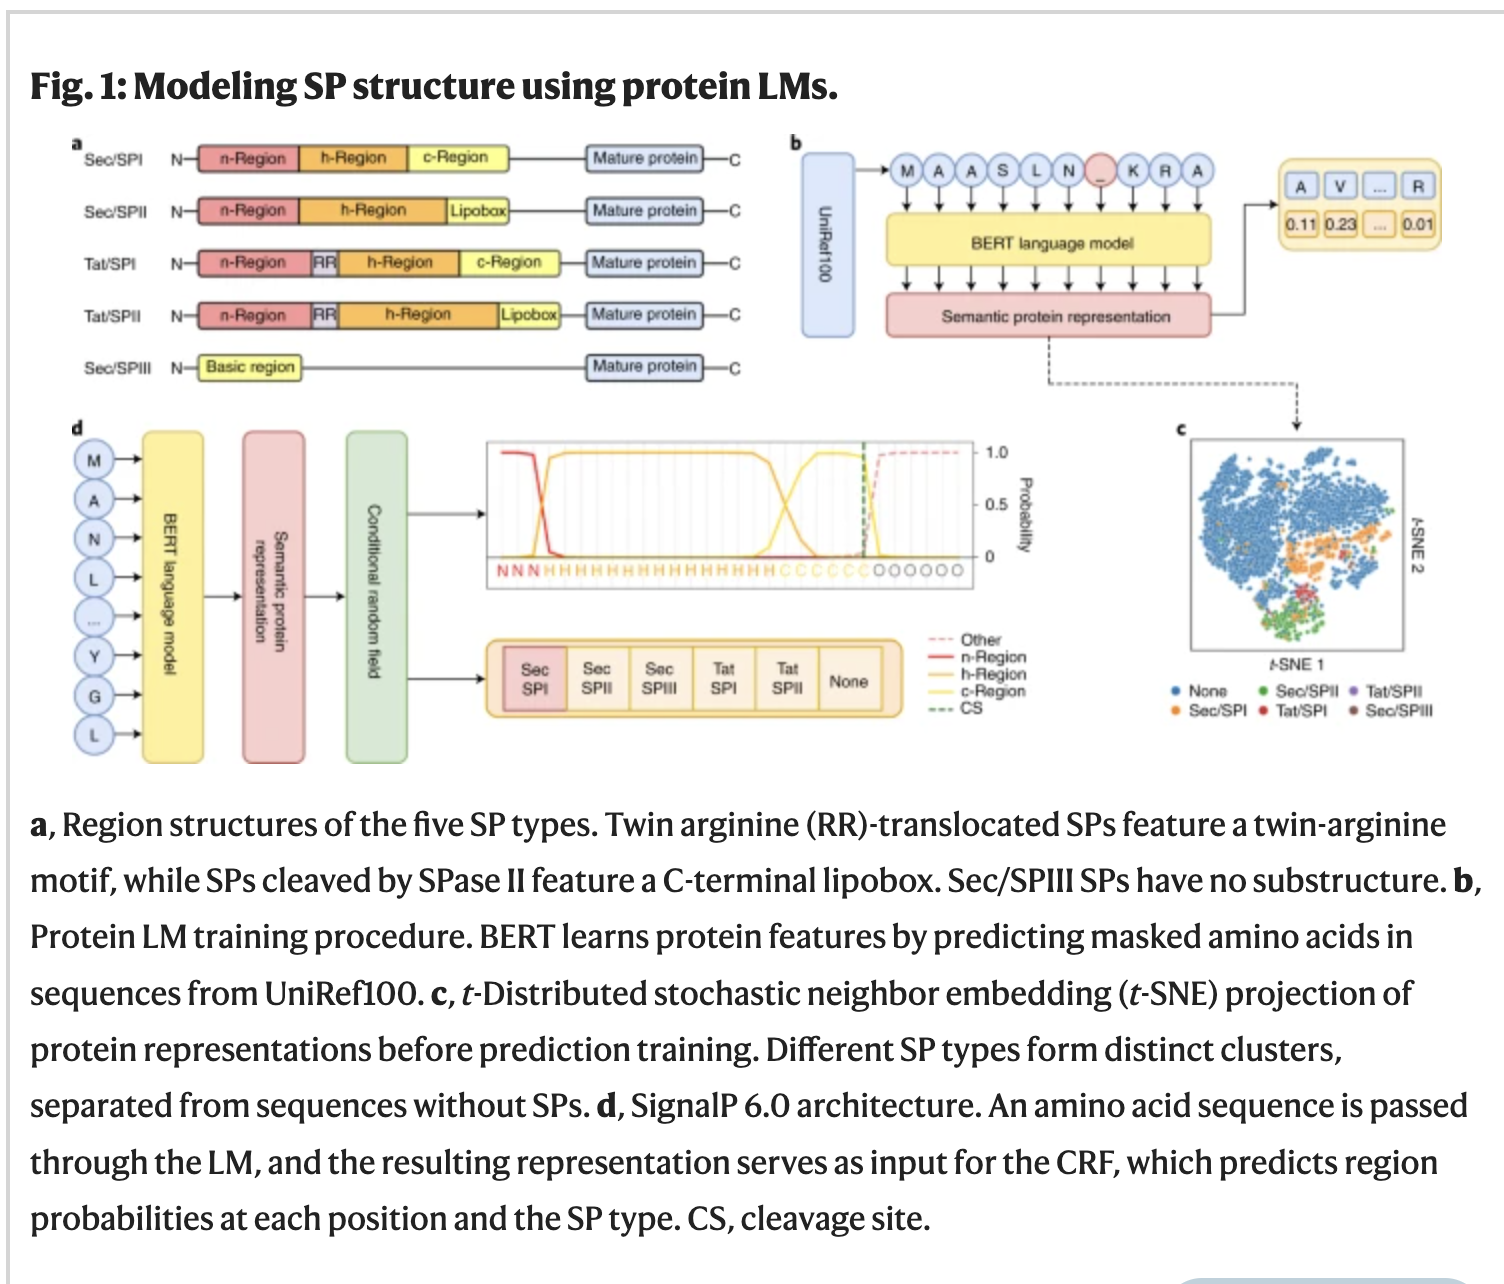 Fig. 1: Modeling SP structure using protein LMs.
a
Sec/SPI N n-Region h-Region c-Region Mature protein C
Sec/SPII N n-Region h-Region Lipobox Mature protein C
Tat/SPI N n-Region RR h-Region c-Region Mature protein C
Tat/SPII N n-Region RR h-Region Lipobox Mature protein C
Sec/SPIII N Basic region Mature protein C
b
UniRef100
M A A S L N _ K R A
BERT language model
Semantic protein representation
A V ... R
0.11 0.23 ... 0.01
c
t-SNE 2
t-SNE 1
None Sec/SPII Tat/SPII
Sec/SPI Tat/SPI Sec/SPIII
d
M
A
N
L
...
Y
G
L
BERT language model
Semantic protein
representation
Conditional random field
1.0
0.5
0
Probability
N N N H H H H H H H H H H H H H H H C C C C C C O O O O O O
Sec
SPI
Sec
SPII
Sec
SPIII
Tat
SPI
Tat
SPII
None
Other
n-Region
h-Region
c-Region
CS
a, Region structures of the five SP types. Twin arginine (RR)-translocated SPs feature a twin-arginine
motif, while SPs cleaved by SPase II feature a C-terminal lipobox. Sec/SPIII SPs have no substructure. b,
Protein LM training procedure. BERT learns protein features by predicting masked amino acids in
sequences from UniRef100. c, t-Distributed stochastic neighbor embedding (t-SNE) projection of
protein representations before prediction training. Different SP types form distinct clusters,
separated from sequences without SPs. d, SignalP 6.0 architecture. An amino acid sequence is passed
through the LM, and the resulting representation serves as input for the CRF, which predicts region
probabilities at each position and the SP type. CS, cleavage site.